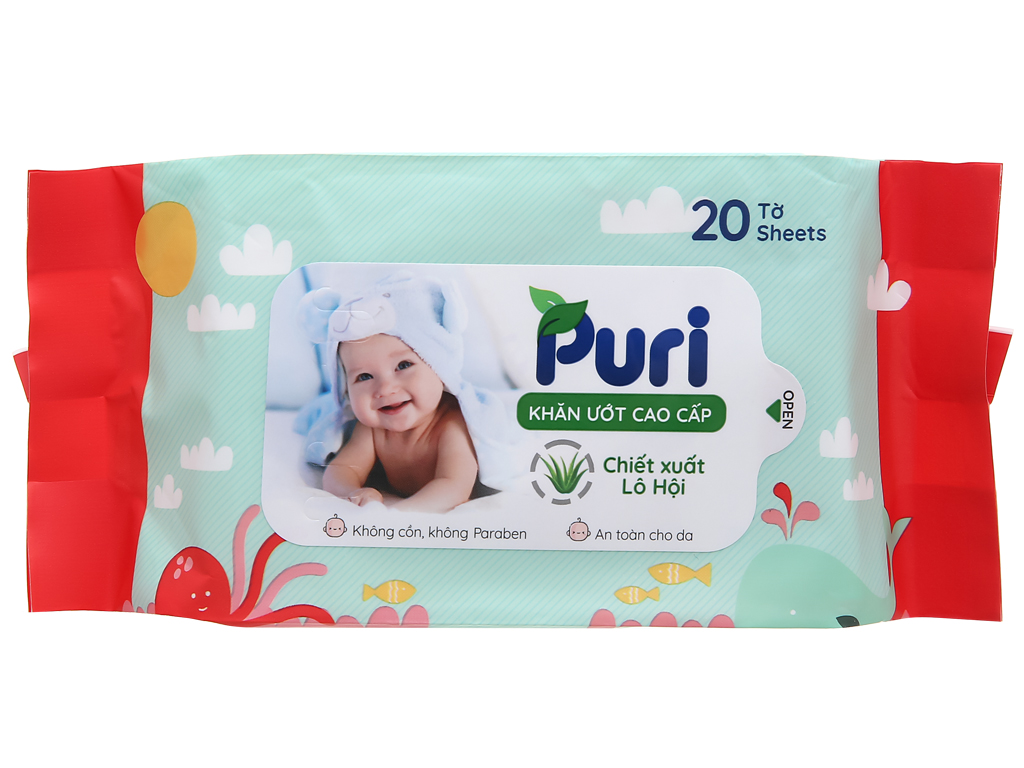 20 Tờ
Sheets
Puri
KHĂN ƯỚT CAO CẤP
OPEN
Chiết xuất
Lô Hội
Không cồn, không Paraben
An toàn cho da